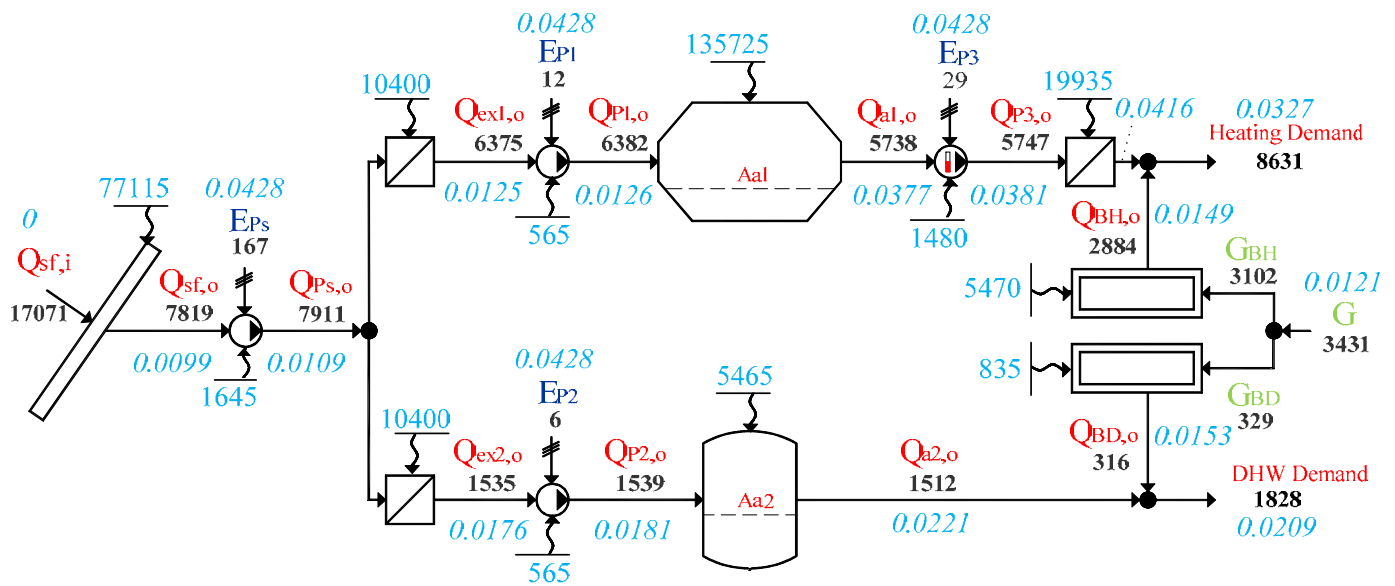 0.0428
EP1
12
135725
0.0428
EP3
29
10400
Qex1,o
6375
0.0125
QP1,o
6382
0.0126
565
Aa1
Qa1,o
5738
0.0377
QP3,o
5747
0.0381
1480
19935
0.0416
0.0327
Heating Demand
8631
77115
0
Qsf,i
17071
0.0428
EPs
167
Qsf,o
7819
0.0099
QPs,o
7911
0.0109
1645
QBH,o
2884
0.0149
5470
GBH
3102
0.0121
G
3431
835
GBD
329
QBD,o
316
0.0153
10400
Qex2,o
1535
0.0176
0.0428
EP2
6
565
QP2,o
1539
0.0181
5465
Aa2
Qa2,o
1512
0.0221
DHW Demand
1828
0.0209